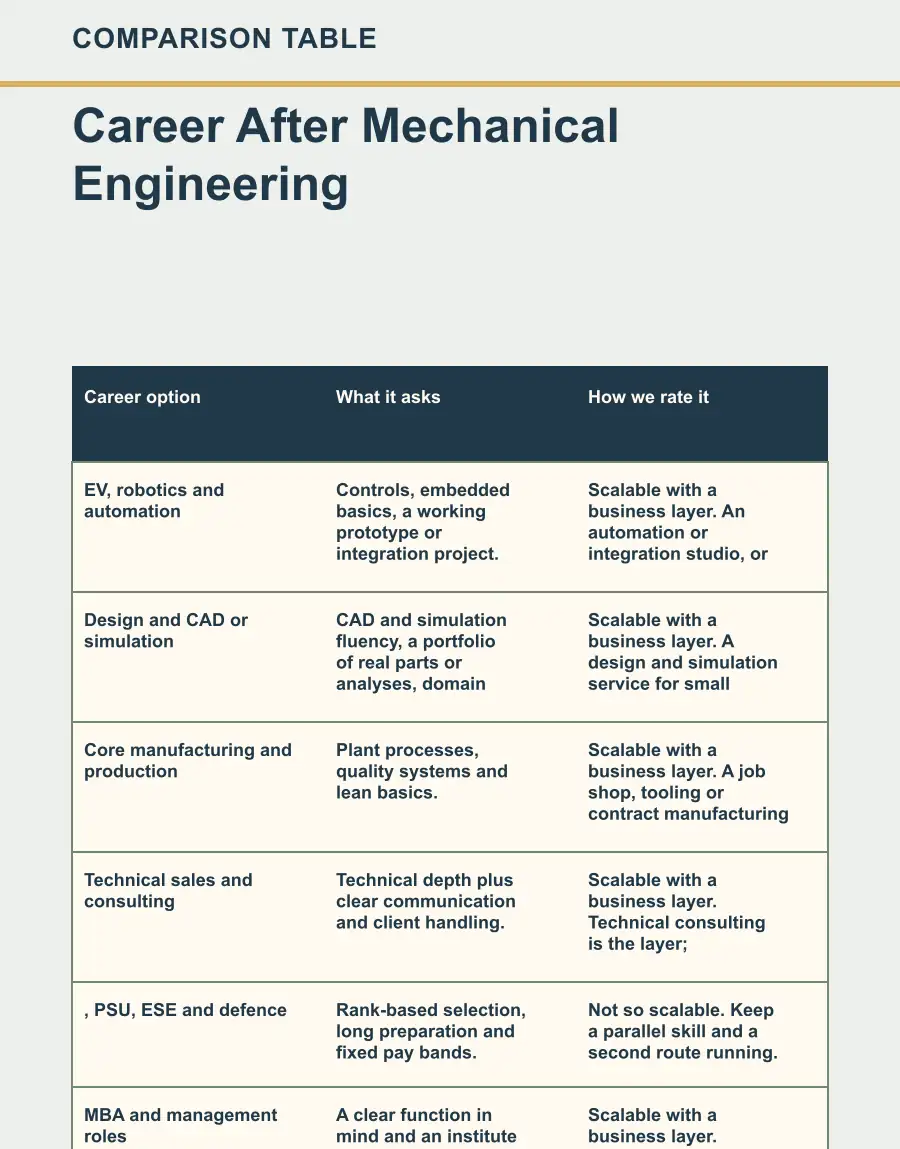 COMPARISON TABLE
Career After Mechanical
Engineering
Career option
What it asks
How we rate it
EV, robotics and
automation
Controls, embedded
basics, a working
prototype or
integration project.
Scalable with a
business layer. An
automation or
integration studio, or
Design and CAD or
simulation
CAD and simulation
fluency, a portfolio
of real parts or
analyses, domain
Scalable with a
business layer. A
design and simulation
service for small
Core manufacturing and
production
Plant processes,
quality systems and
lean basics.
Scalable with a
business layer. A job
shop, tooling or
contract manufacturing
Technical sales and
consulting
Technical depth plus
clear communication
and client handling.
Scalable with a
business layer.
Technical consulting
is the layer;
, PSU, ESE and defence
Rank-based selection,
long preparation and
fixed pay bands.
Not so scalable. Keep
a parallel skill and a
second route running.
MBA and management
roles
A clear function in
mind and an institute
Scalable with a
business layer.